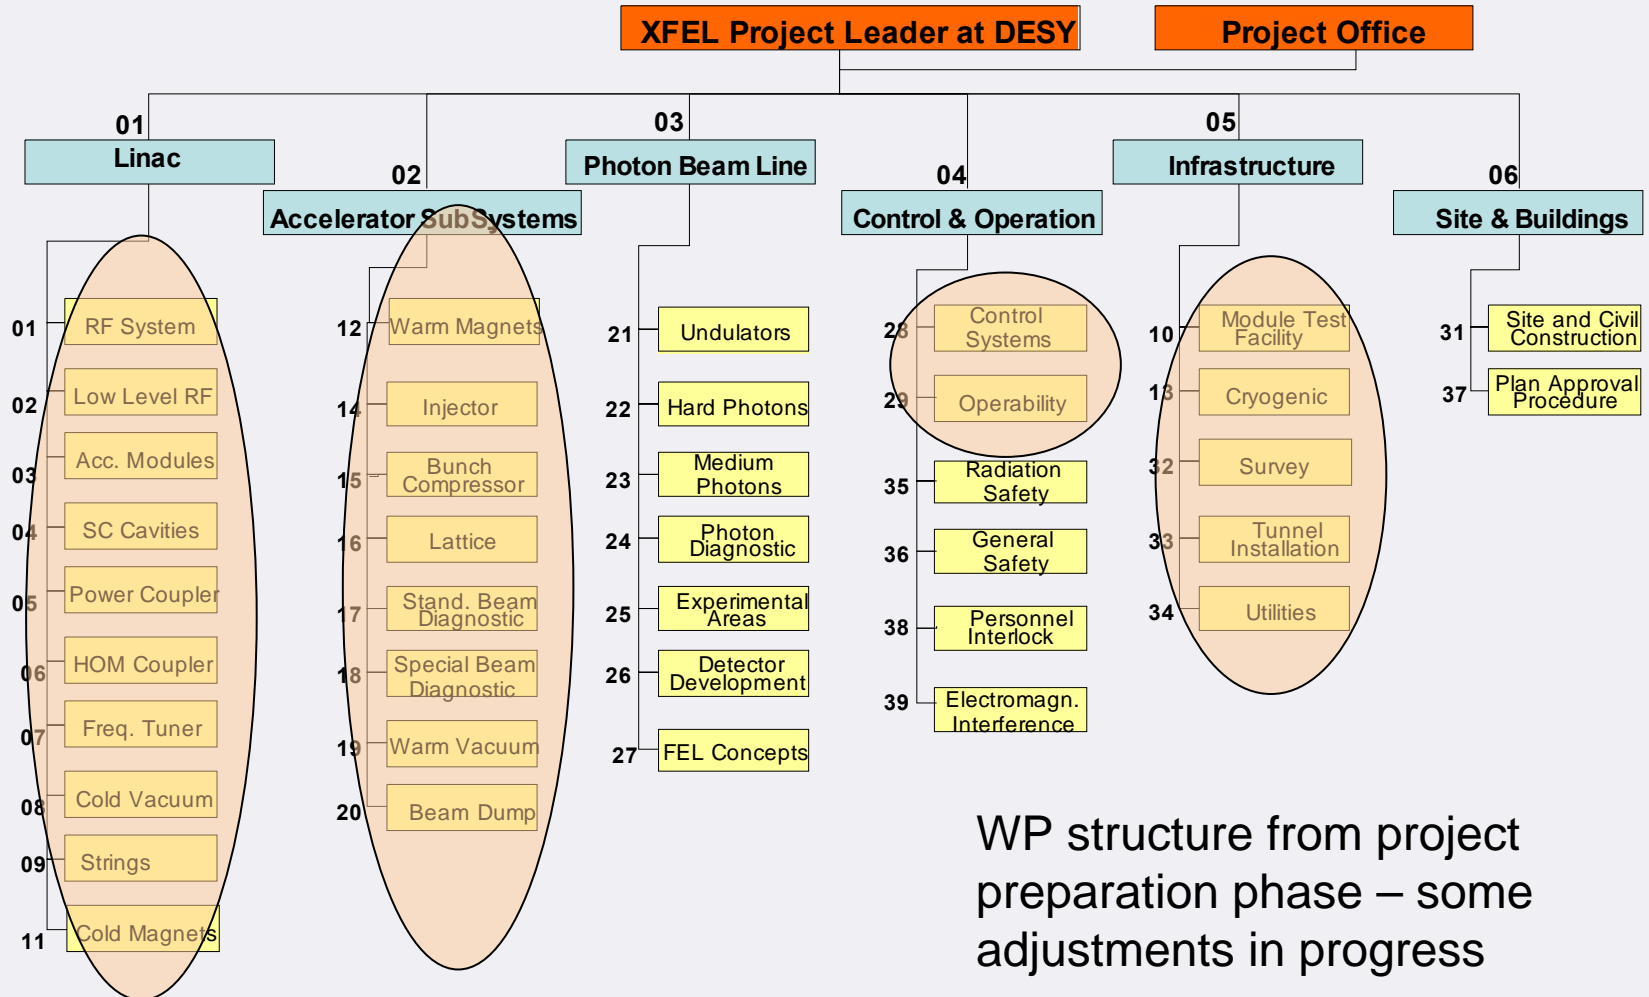 XFEL Project Leader at DESY
Project Office
01
Linac
02
Accelerator SubSystems
03
Photon Beam Line
04
Control & Operation
05
Infrastructure
06
Site & Buildings
01
RF System
02
Low Level RF
03
Acc. Modules
04
SC Cavities
05
Power Coupler
06
HOM Coupler
07
Freq. Tuner
08
Cold Vacuum
09
Strings
11
Cold Magnets
12
Warm Magnets
14
Injector
15
Bunch
Compressor
16
Lattice
17
Stand. Beam
Diagnostic
18
Special Beam
Diagnostic
19
Warm Vacuum
20
Beam Dump
21
Undulators
22
Hard Photons
23
Medium
Photons
24
Photon
Diagnostic
25
Experimental
Areas
26
Detector
Development
27
FEL Concepts
28
Control
Systems
29
Operability
35
Radiation
Safety
36
General
Safety
38
Personnel
Interlock
39
Electromagn.
Interference
10
Module Test
Facility
13
Cryogenic
32
Survey
33
Tunnel
Installation
34
Utilities
31
Site and Civil
Construction
37
Plan Approval
Procedure
WP structure from project
preparation phase – some
adjustments in progress